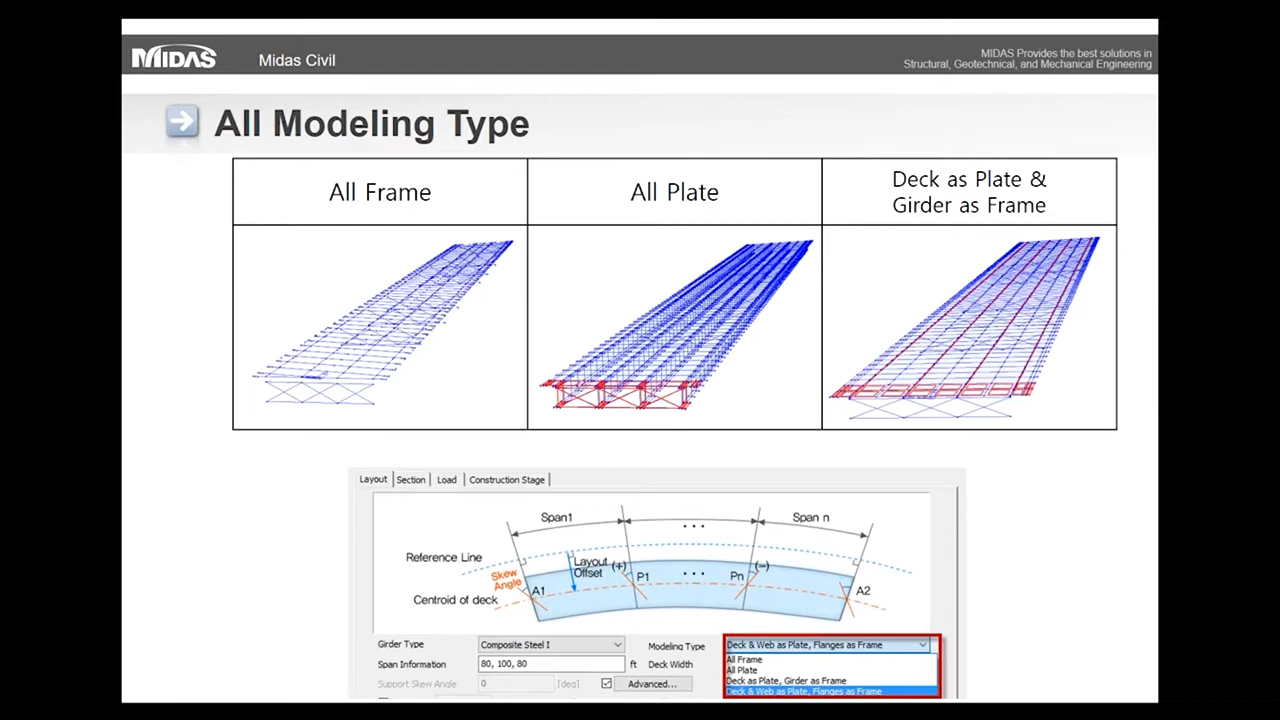 MIDAS
Midas Civil
MIDAS Provides the best solutions in
Structural, Geotechnical, and Mechanical Engineering
All Modeling Type
All Frame
All Plate
Deck as Plate &
Girder as Frame
Layout Section Load Construction Stage
Span1
...
Span n
Reference Line
Skew
Angle
Layout
Offset
(+)
P1
...
Pn
(−)
A1
A2
Centroid of deck
Girder Type Composite Steel I Modeling Type Deck & Web as Plate, Flanges as Frame
Span Information 80, 100, 80 ft Deck Width
All Frame
All Plate
Deck as Plate, Girder as Frame
Support Skew Angle 0 [deg] Advanced...
Deck & Web as Plate, Flanges as Frame